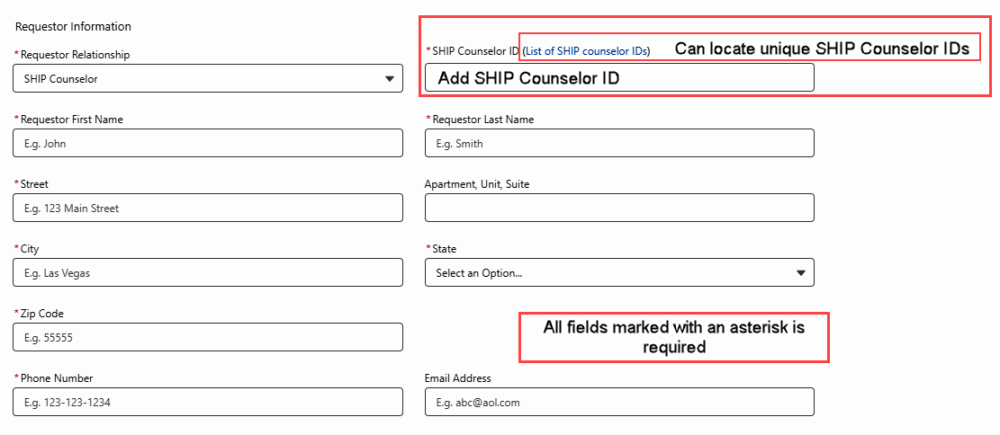 Requestor Information
*Requestor Relationship
SHIP Counselor
*SHIP Counselor ID (List of SHIP counselor IDs)
Can locate unique SHIP Counselor IDs
Add SHIP Counselor ID
*Requestor First Name
E.g. John
*Requestor Last Name
E.g. Smith
*Street
E.g. 123 Main Street
Apartment, Unit, Suite
*City
E.g. Las Vegas
*State
Select an Option...
*Zip Code
E.g. 55555
All fields marked with an asterisk is
required
*Phone Number
E.g. 123-123-1234
Email Address
E.g. abc@aol.com